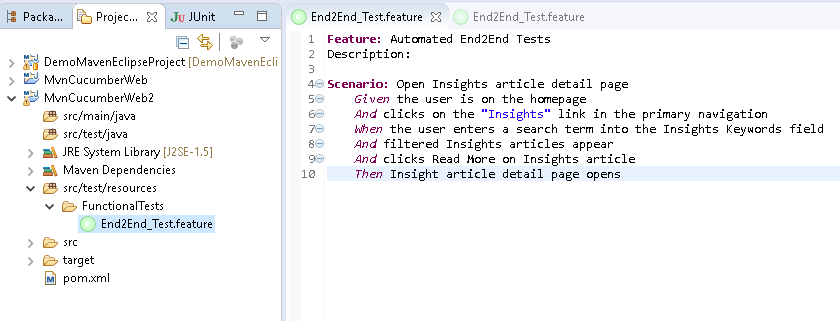 Packa...
Projec...
JUnit
DemoMavenEclipseProject [DemoMavenEcli
MvnCucumberWeb
MvnCucumberWeb2
src/main/java
src/test/java
JRE System Library [J2SE-1.5]
Maven Dependencies
src/test/resources
FunctionalTests
End2End_Test.feature
src
target
pom.xml
End2End_Test.feature
End2End_Test.feature
1 Feature: Automated End2End Tests
2 Description:
3
4 Scenario: Open Insights article detail page
5 Given the user is on the homepage
6 And clicks on the "Insights" link in the primary navigation
7 When the user enters a search term into the Insights Keywords field
8 And filtered Insights articles appear
9 And clicks Read More on Insights article
10 Then Insight article detail page opens